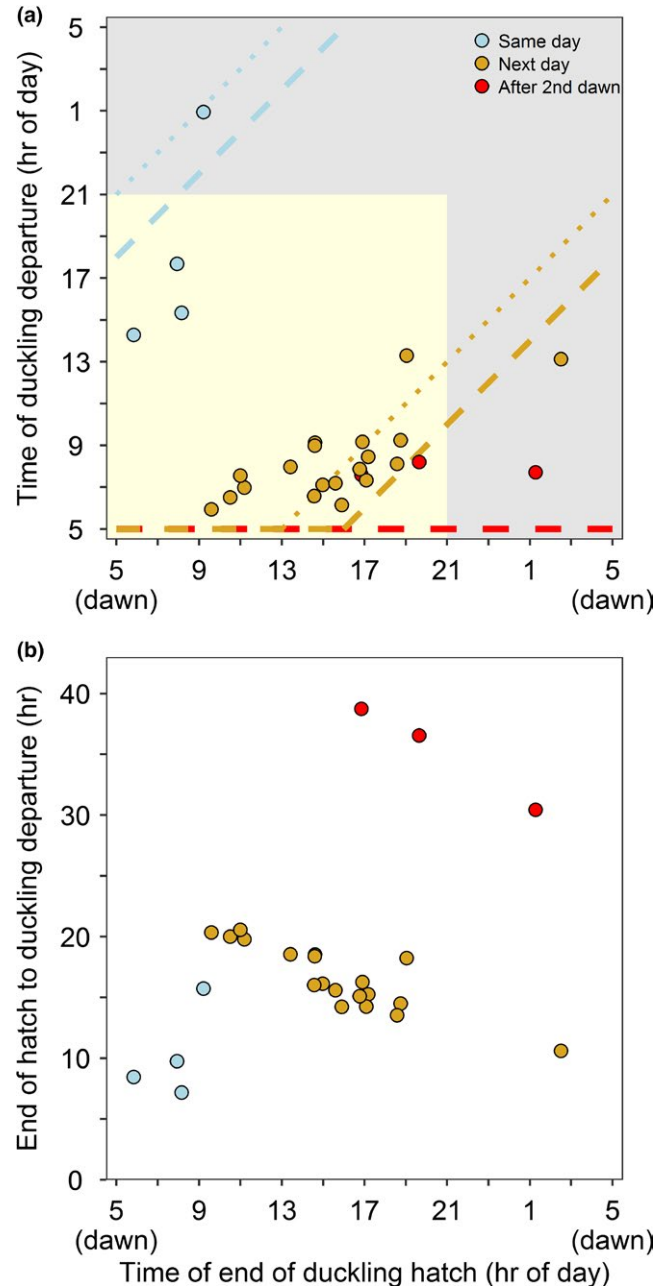 (a)
Time of duckling departure (hr of day)
5
1
21
17
13
9
5
Same day
Next day
After 2nd dawn
5 9 13 17 21 1 5
(dawn) (dawn)
(b)
End of hatch to duckling departure (hr)
40
30
20
10
0
5 9 13 17 21 1 5
(dawn) (dawn)
Time of end of duckling hatch (hr of day)